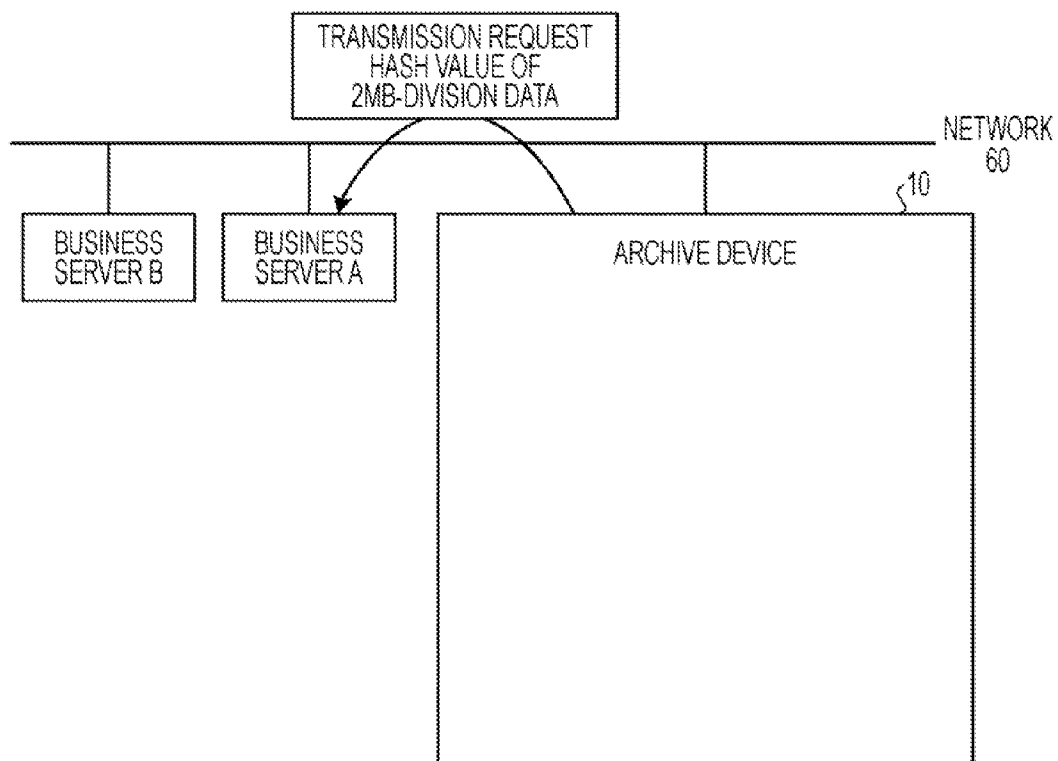 TRANSMISSION REQUEST
HASH VALUE OF
2MB-DIVISION DATA
NETWORK
60
10
BUSINESS
SERVER B
BUSINESS
SERVER A
ARCHIVE DEVICE